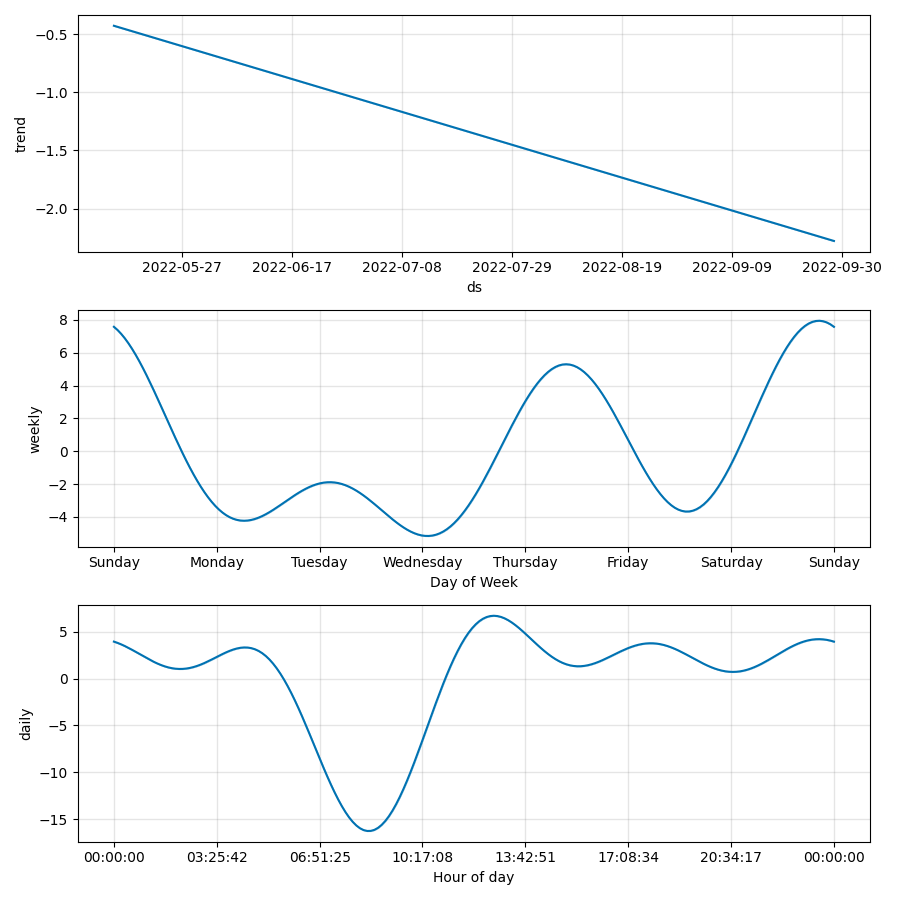 −0.5
−1.0
−1.5
−2.0
trend
2022-05-27 2022-06-17 2022-07-08 2022-07-29 2022-08-19 2022-09-09 2022-09-30
ds
8
6
4
2
0
−2
−4
weekly
Sunday Monday Tuesday Wednesday Thursday Friday Saturday Sunday
Day of Week
5
0
−5
−10
−15
daily
00:00:00 03:25:42 06:51:25 10:17:08 13:42:51 17:08:34 20:34:17 00:00:00
Hour of day